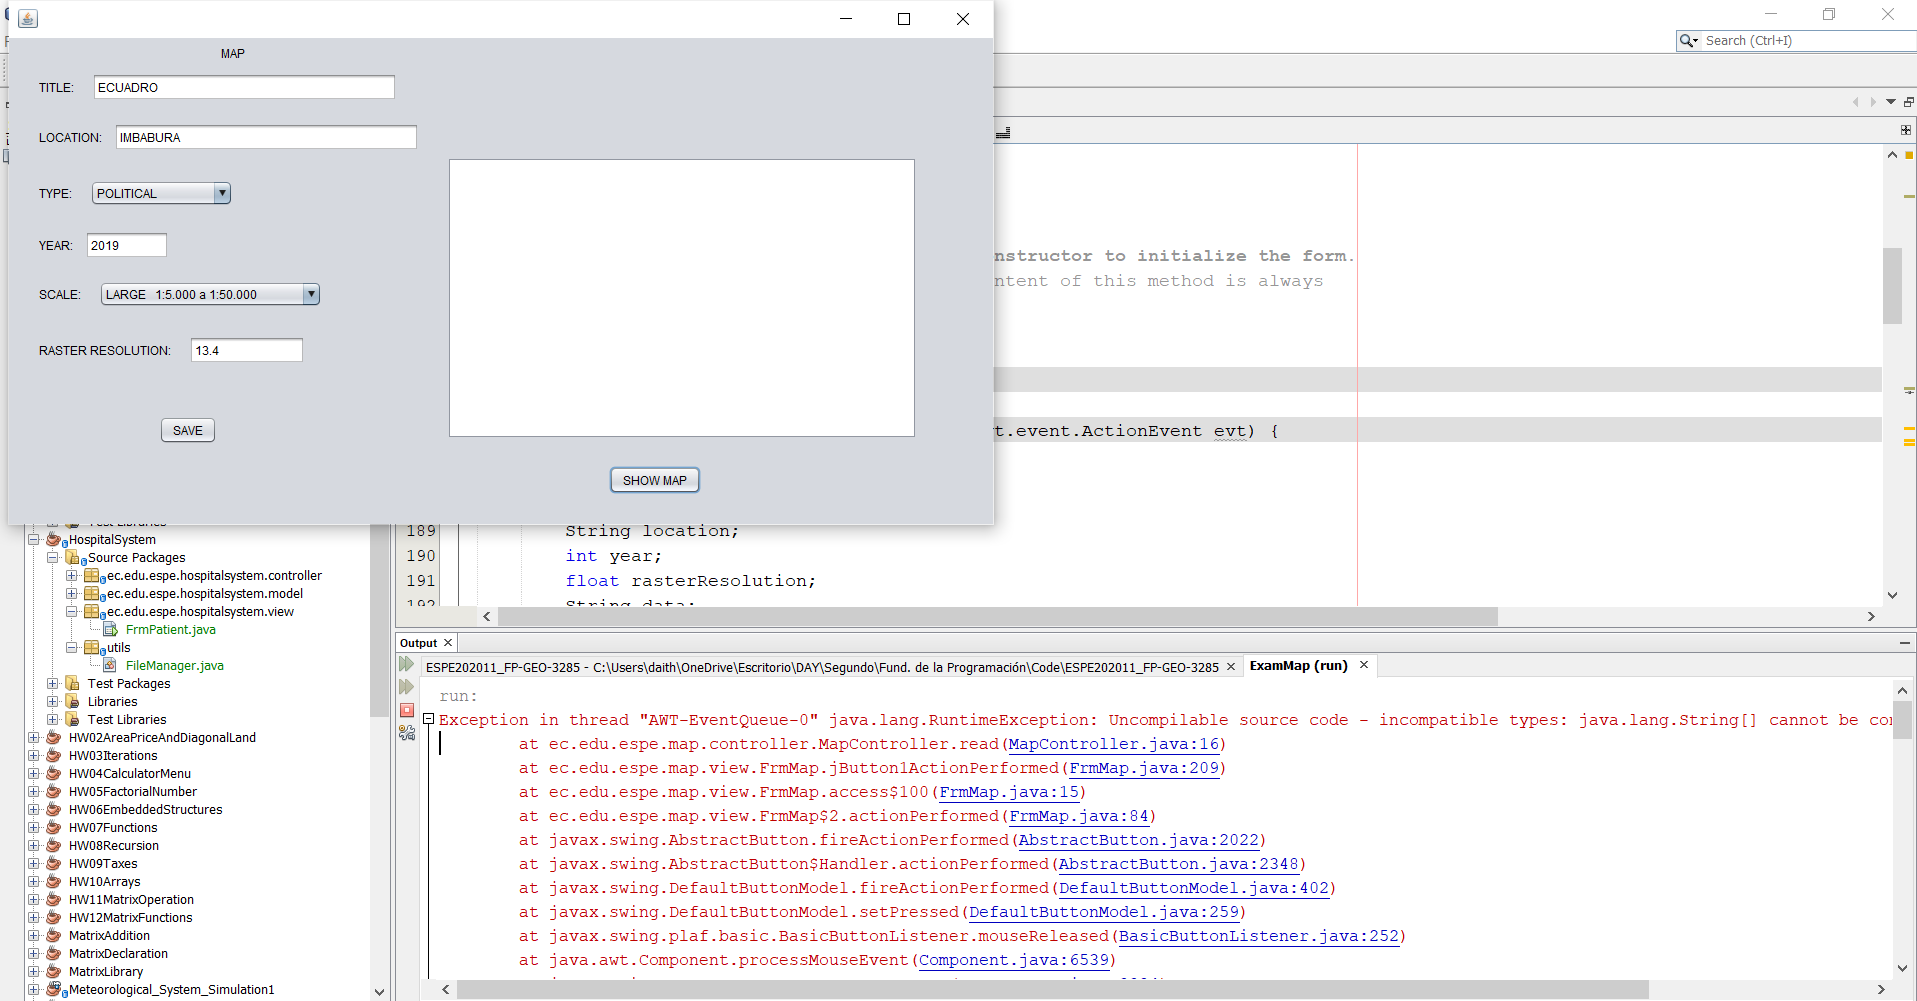 MAP
TITLE: ECUADRO
LOCATION: IMBABURA
TYPE: POLITICAL
YEAR: 2019
SCALE: LARGE 1:5.000 a 1:50.000
RASTER RESOLUTION: 13.4
SAVE
SHOW MAP
Search (Ctrl+I)
nstructor to initialize the form.
ntent of this method is always
t.event.ActionEvent evt) {
189 String location;
190 int year;
191 float rasterResolution;
192 String data;
Test Libraries
HospitalSystem
Source Packages
ec.edu.espe.hospitalsystem.controller
ec.edu.espe.hospitalsystem.model
ec.edu.espe.hospitalsystem.view
FrmPatient.java
utils
FileManager.java
Test Packages
Libraries
Test Libraries
HW02AreaPriceAndDiagonalLand
HW03Iterations
HW04CalculatorMenu
HW05FactorialNumber
HW06EmbeddedStructures
HW07Functions
HW08Recursion
HW09Taxes
HW10Arrays
HW11MatrixOperation
HW12MatrixFunctions
MatrixAddition
MatrixDeclaration
MatrixLibrary
Meteorological_System_Simulation1
Output
ESPE202011_FP-GEO-3285 - C:\Users\daith\OneDrive\Escritorio\DAY\Segundo\Fund. de la Programación\Code\ESPE202011_FP-GEO-3285
ExamMap (run)
run:
Exception in thread "AWT-EventQueue-0" java.lang.RuntimeException: Uncompilable source code - incompatible types: java.lang.String[] cannot be cor
at ec.edu.espe.map.controller.MapController.read(MapController.java:16)
at ec.edu.espe.map.view.FrmMap.jButton1ActionPerformed(FrmMap.java:209)
at ec.edu.espe.map.view.FrmMap.access$100(FrmMap.java:15)
at ec.edu.espe.map.view.FrmMap$2.actionPerformed(FrmMap.java:84)
at javax.swing.AbstractButton.fireActionPerformed(AbstractButton.java:2022)
at javax.swing.AbstractButton$Handler.actionPerformed(AbstractButton.java:2348)
at javax.swing.DefaultButtonModel.fireActionPerformed(DefaultButtonModel.java:402)
at javax.swing.DefaultButtonModel.setPressed(DefaultButtonModel.java:259)
at javax.swing.plaf.basic.BasicButtonListener.mouseReleased(BasicButtonListener.java:252)
at java.awt.Component.processMouseEvent(Component.java:6539)